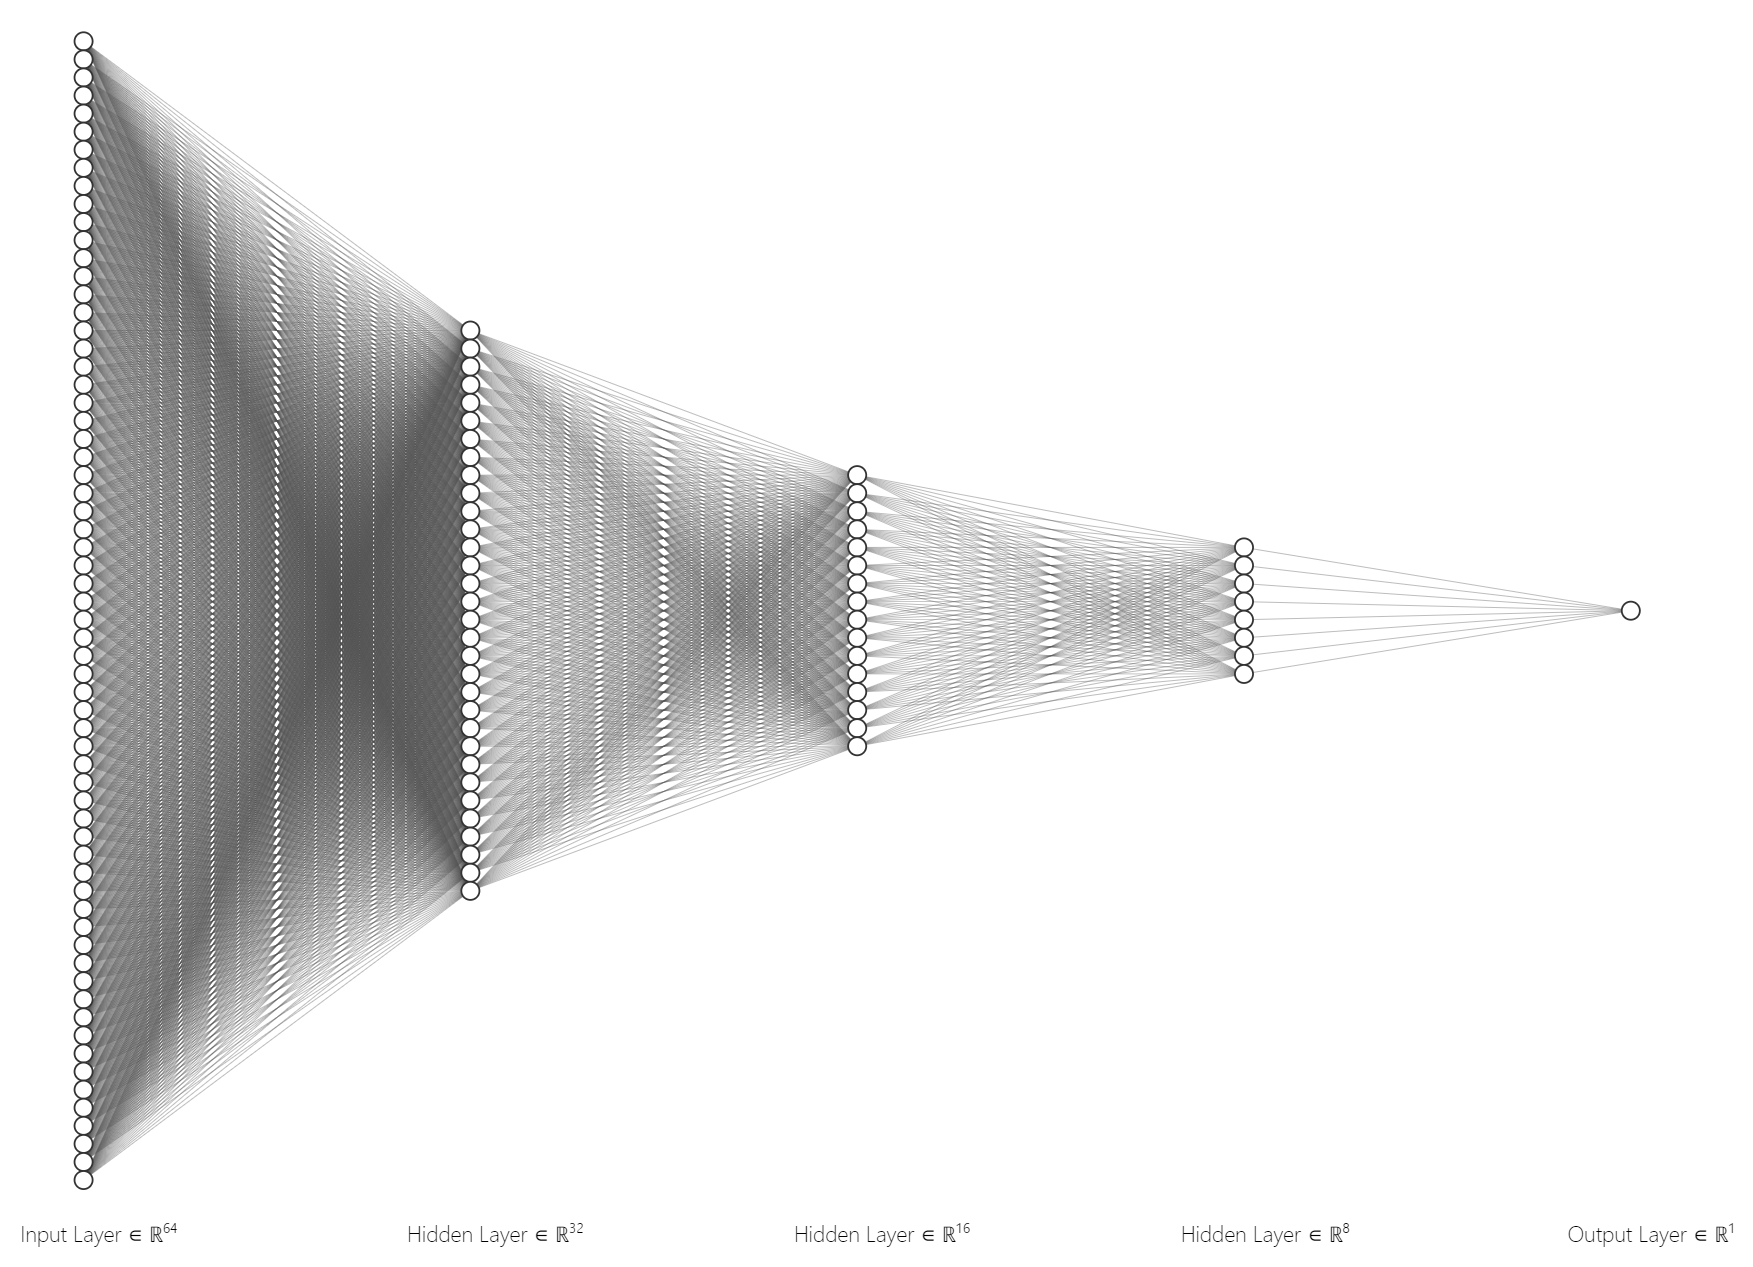 Input Layer ∈ ℝ⁶⁴
Hidden Layer ∈ ℝ³²
Hidden Layer ∈ ℝ¹⁶
Hidden Layer ∈ ℝ⁸
Output Layer ∈ ℝ¹